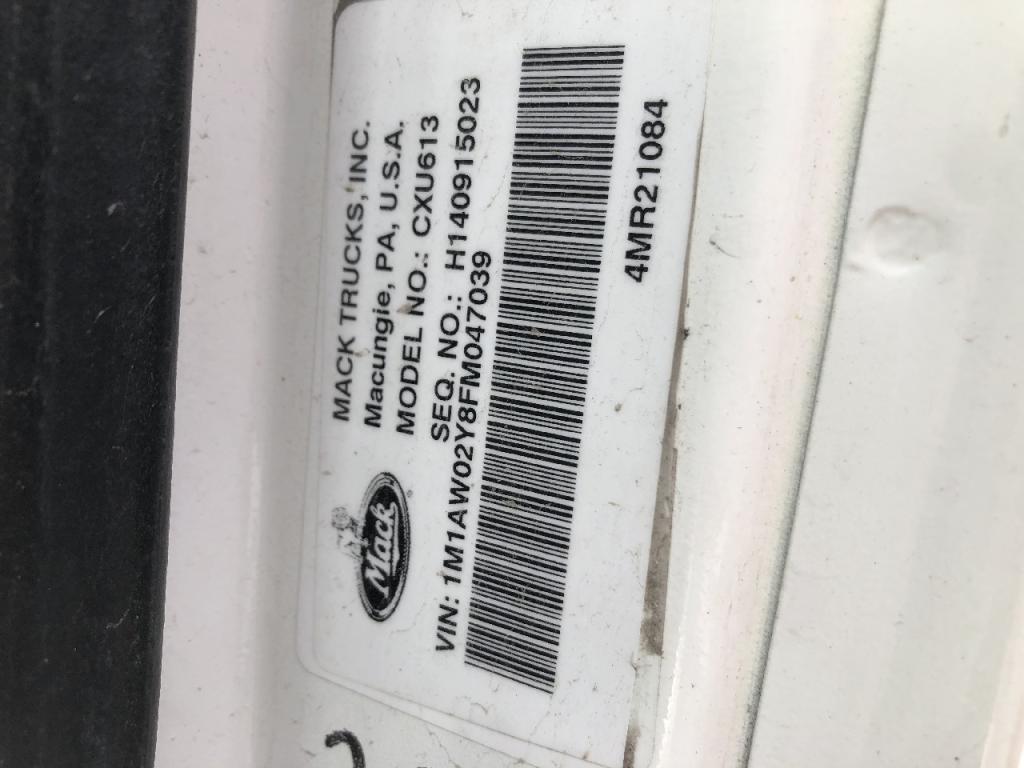 MACK TRUCKS, INC.
Macungie, PA, U.S.A.
MODEL NO.: CXU613
SEQ. NO.: H140915023
Mack
VIN: 1M1AW02Y8FM047039
4MR21084